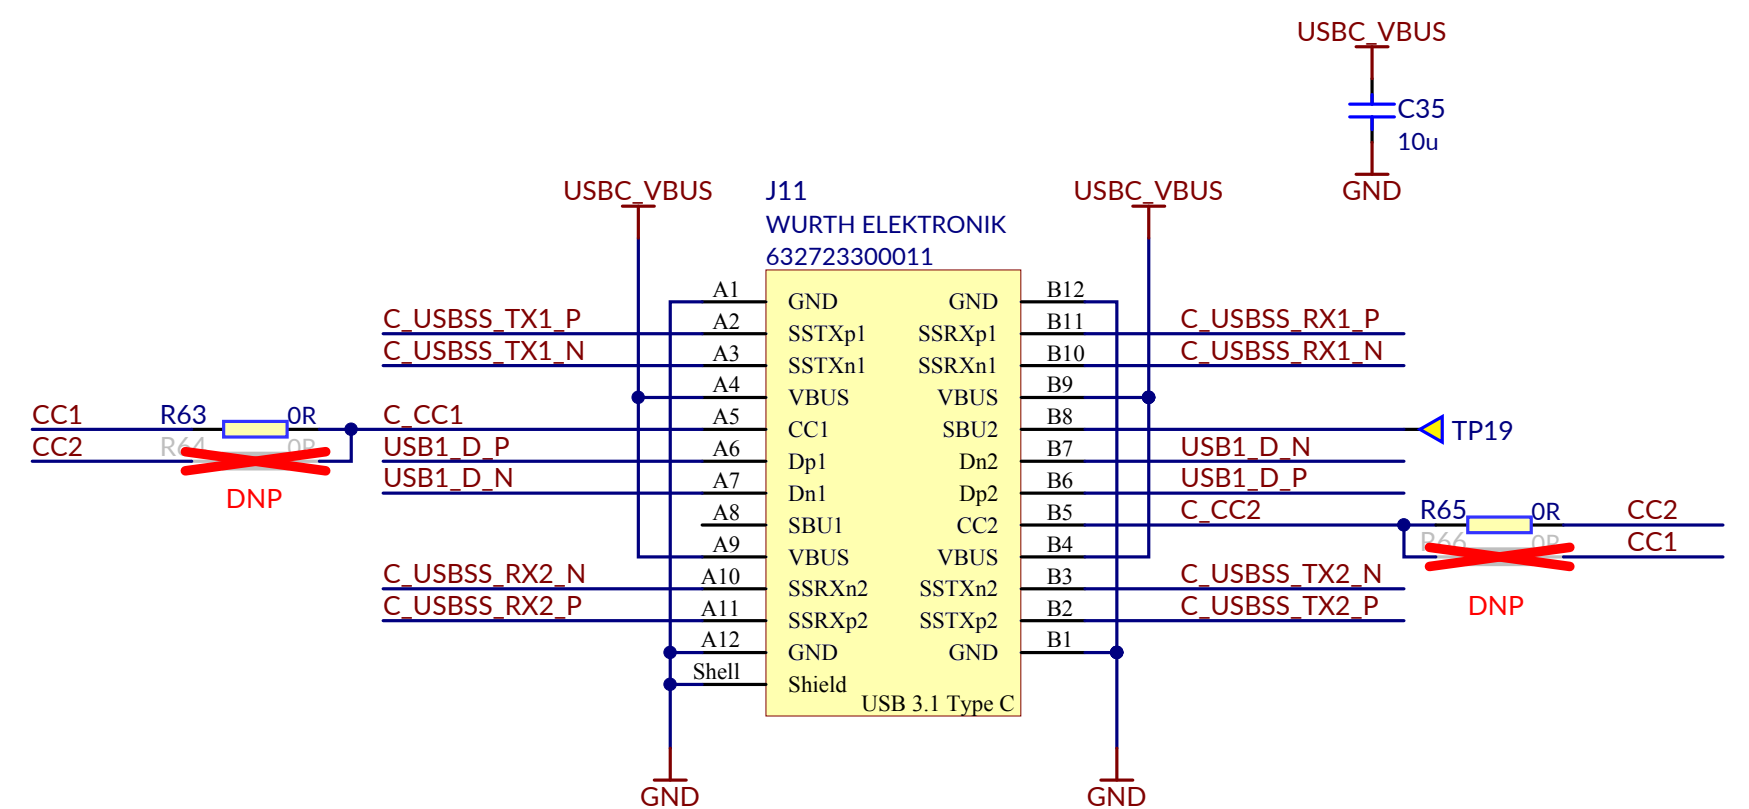 USBC_VBUS
C35
10u
GND
USBC_VBUS
J11
USBC_VBUS
WURTH ELEKTRONIK
632723300011
A1 GND GND B12
C_USBSS_TX1_P A2 SSTXp1 SSRXp1 B11 C_USBSS_RX1_P
C_USBSS_TX1_N A3 SSTXn1 SSRXn1 B10 C_USBSS_RX1_N
A4 VBUS VBUS B9
CC1 R63 0R C_CC1 A5 CC1 SBU2 B8 TP19
CC2 R64 0R USB1_D_P A6 Dp1 Dn2 B7 USB1_D_N
DNP USB1_D_N A7 Dn1 Dp2 B6 USB1_D_P
A8 SBU1 CC2 B5 C_CC2 R65 0R CC2
A9 VBUS VBUS B4 R66 0R CC1
C_USBSS_RX2_N A10 SSRXn2 SSTXn2 B3 C_USBSS_TX2_N
C_USBSS_RX2_P A11 SSRXp2 SSTXp2 B2 C_USBSS_TX2_P DNP
A12 GND GND B1
Shell Shield
USB 3.1 Type C
GND GND